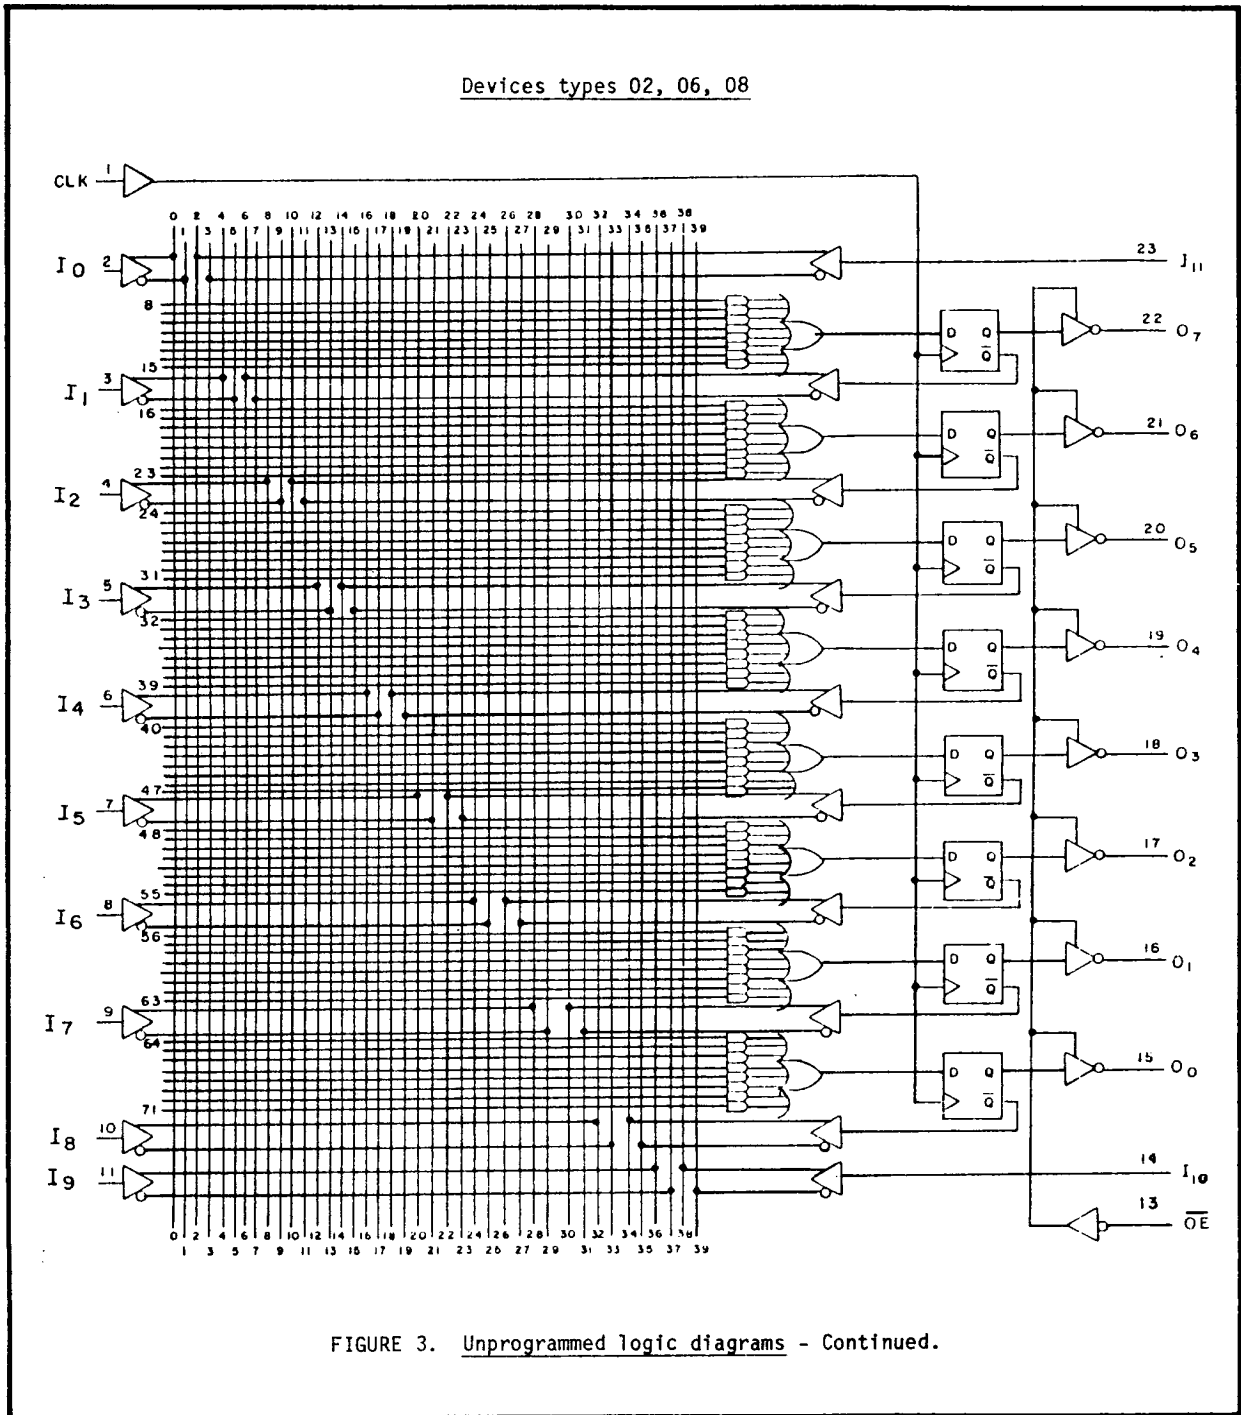 Devices types 02, 06, 08
CLK 1
0 2 4 6 8 10 12 14 16 18 20 22 24 26 28 30 32 34 36 38
1 3 5 7 9 11 13 15 17 19 21 23 25 27 29 31 33 35 37 39
I0 2
23 I11
8
D Q
Q̅
22 O7
15
I1 3
16
D Q
Q̅
21 O6
23
I2 4
24
D Q
Q̅
20 O5
31
I3 5
32
D Q
Q̅
19 O4
39
I4 6
40
D Q
Q̅
18 O3
47
I5 7
48
D Q
Q̅
17 O2
55
I6 8
56
D Q
Q̅
16 O1
63
I7 9
64
D Q
Q̅
15 O0
71
I8 10
I9 11
14 I10
13 O̅E̅
0 2 4 6 8 10 12 14 16 18 20 22 24 26 28 30 32 34 36 38
1 3 5 7 9 11 13 15 17 19 21 23 25 27 29 31 33 35 37 39
FIGURE 3. Unprogrammed logic diagrams - Continued.